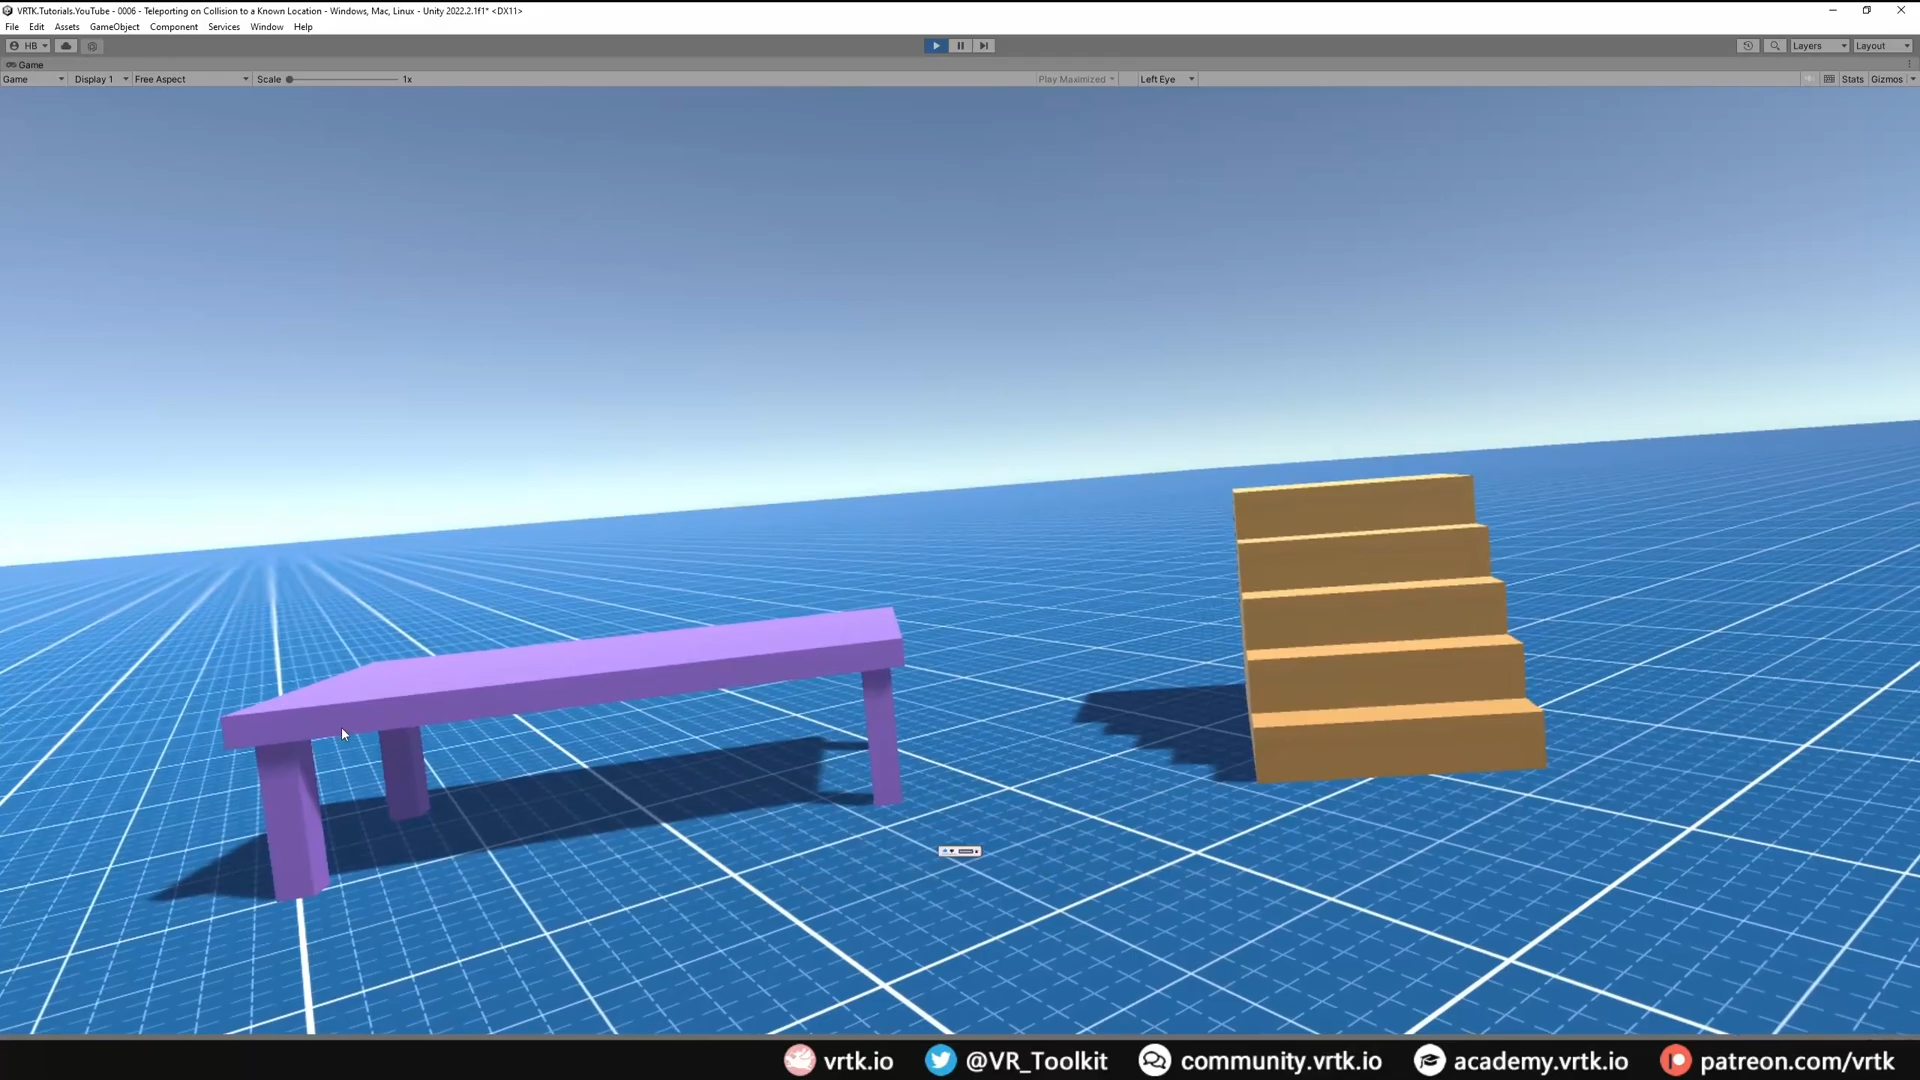 VRTK.Tutorials.YouTube - 0006 - Teleporting on Collision to a Known Location - Windows, Mac, Linux - Unity 2022.2.1f1* <DX11>
File Edit Assets GameObject Component Services Window Help
HB Layers Layout
Game
Game Display 1 Free Aspect Scale 1x Play Maximized Left Eye Stats Gizmos
vrtk.io @VR_Toolkit community.vrtk.io academy.vrtk.io patreon.com/vrtk